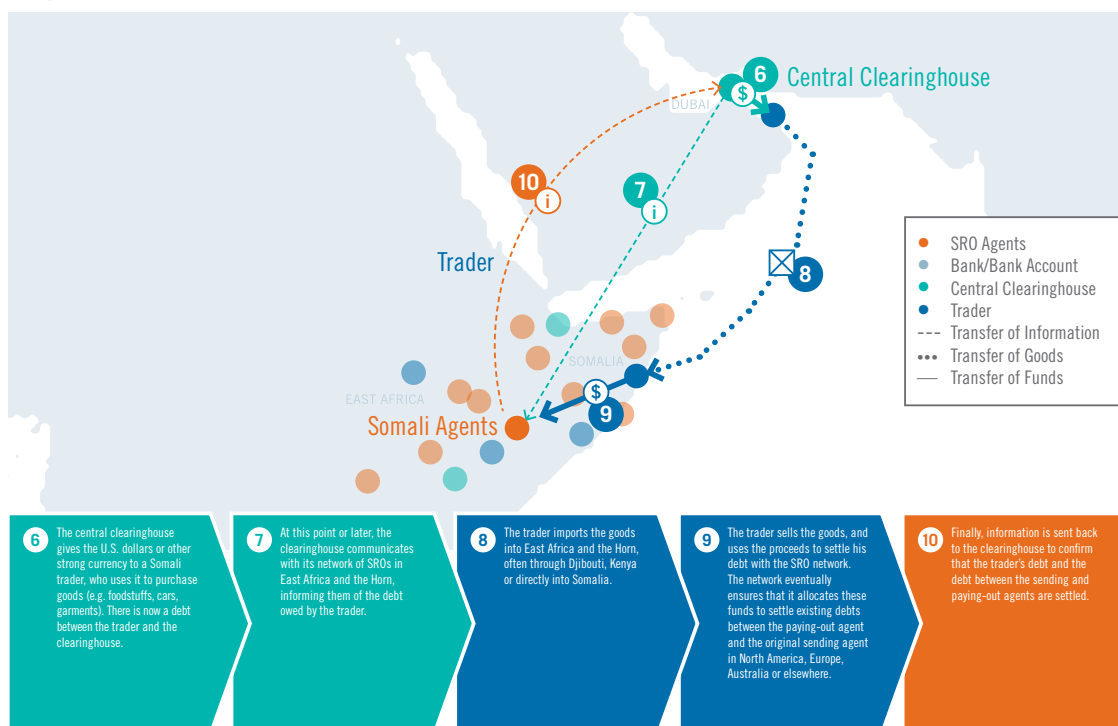 6
Central Clearinghouse
$
DUBAI
10
i
7
i
Trader
8
SRO Agents
Bank/Bank Account
Central Clearinghouse
Trader
Transfer of Information
Transfer of Goods
Transfer of Funds
SOMALIA
EAST AFRICA
$
9
Somali Agents
6
The central clearinghouse
gives the U.S. dollars or other
strong currency to a Somali
trader, who uses it to purchase
goods (e.g. foodstuffs, cars,
garments). There is now a debt
between the trader and the
clearinghouse.
7
At this point or later, the
clearinghouse communicates
with its network of SROs in
East Africa and the Horn,
informing them of the debt
owed by the trader.
8
The trader imports the goods
into East Africa and the Horn,
often through Djibouti, Kenya
or directly into Somalia.
9
The trader sells the goods, and
uses the proceeds to settle his
debt with the SRO network.
The network eventually
ensures that it allocates these
funds to settle existing debts
between the paying-out agent
and the original sending agent
in North America, Europe,
Australia or elsewhere.
10
Finally, information is sent back
to the clearinghouse to confirm
that the trader's debt and the
debt between the sending and
paying-out agents are settled.